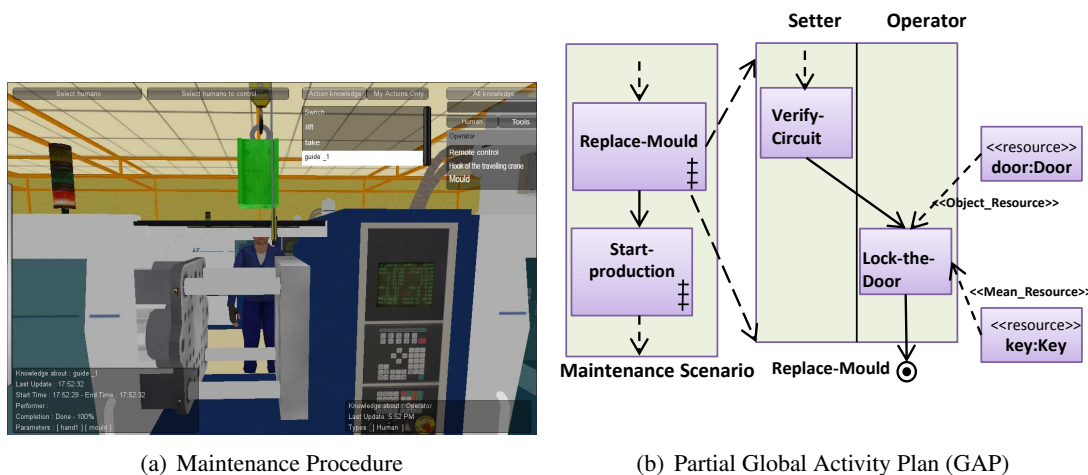 Select humano
Select human to control
Action knowledge
My Actions Only
All knowledge
Switch
lift
take
guide _1
Human
Tools
Operator
Remote control
Hook of the travelling crane
Mould
Knowledge about : guide _1
Last Update : 17:52:32
Start Time : 17:52:29 - End Time : 17:52:32
Performer :
Completion : Done - 100%
Parameters : [ hand1 ] [ mould ]
Knowledge about : Operator
Last Update 5:52 PM
Types : [ Human ]
(a) Maintenance Procedure
Setter
Operator
Replace-Mould
Start-
production
Maintenance Scenario
Verify-
Circuit
Lock-the-
Door
Replace-Mould
<<resource>>
door:Door
<<Object_Resource>>
<<Mean_Resource>
<<resource>>
key:Key
(b) Partial Global Activity Plan (GAP)